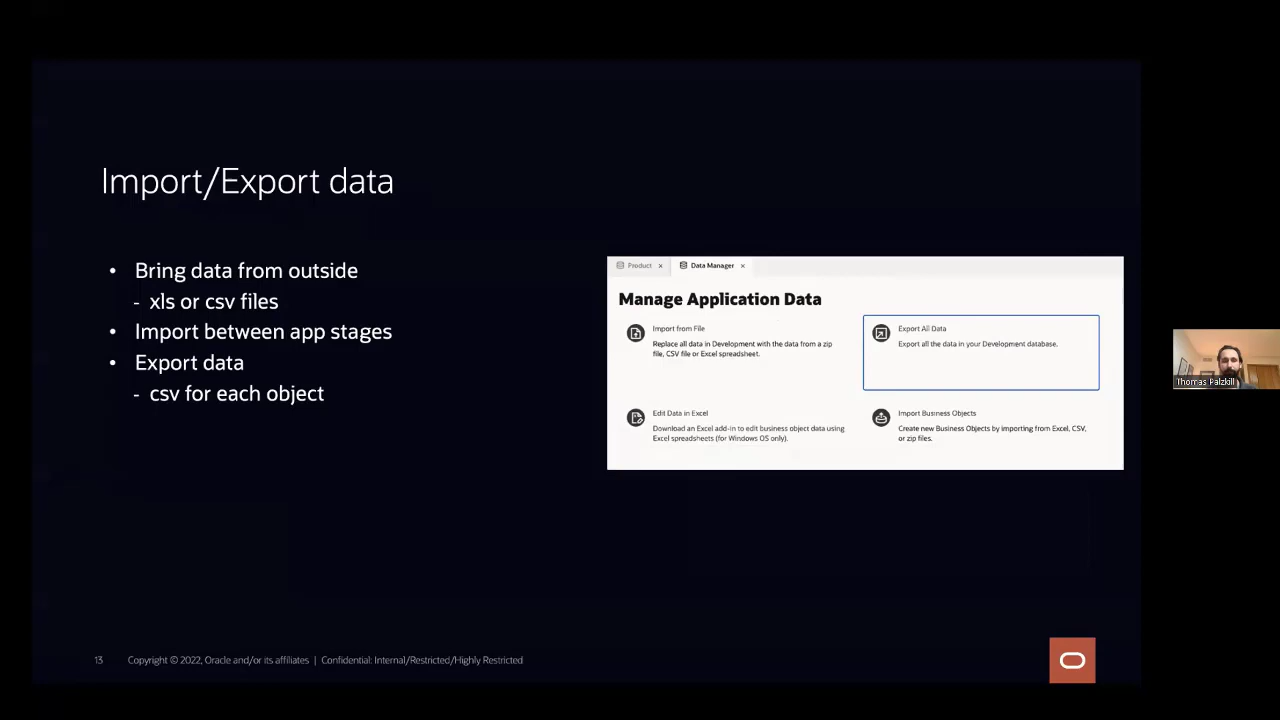 Import/Export data
• Bring data from outside
- xls or csv files
• Import between app stages
• Export data
- csv for each object
Product x Data Manager x
Manage Application Data
Import from File
Replace all data in Development with the data from a zip
file, CSV file or Excel spreadsheet.
Export All Data
Export all the data in your Development database.
Edit Data in Excel
Download an Excel add-in to edit business object data using
Excel spreadsheets (for Windows OS only).
Import Business Objects
Create new Business Objects by importing from Excel, CSV,
or zip files.
Thomas Palzkill
13 Copyright © 2022, Oracle and/or its affiliates | Confidential: Internal/Restricted/Highly Restricted